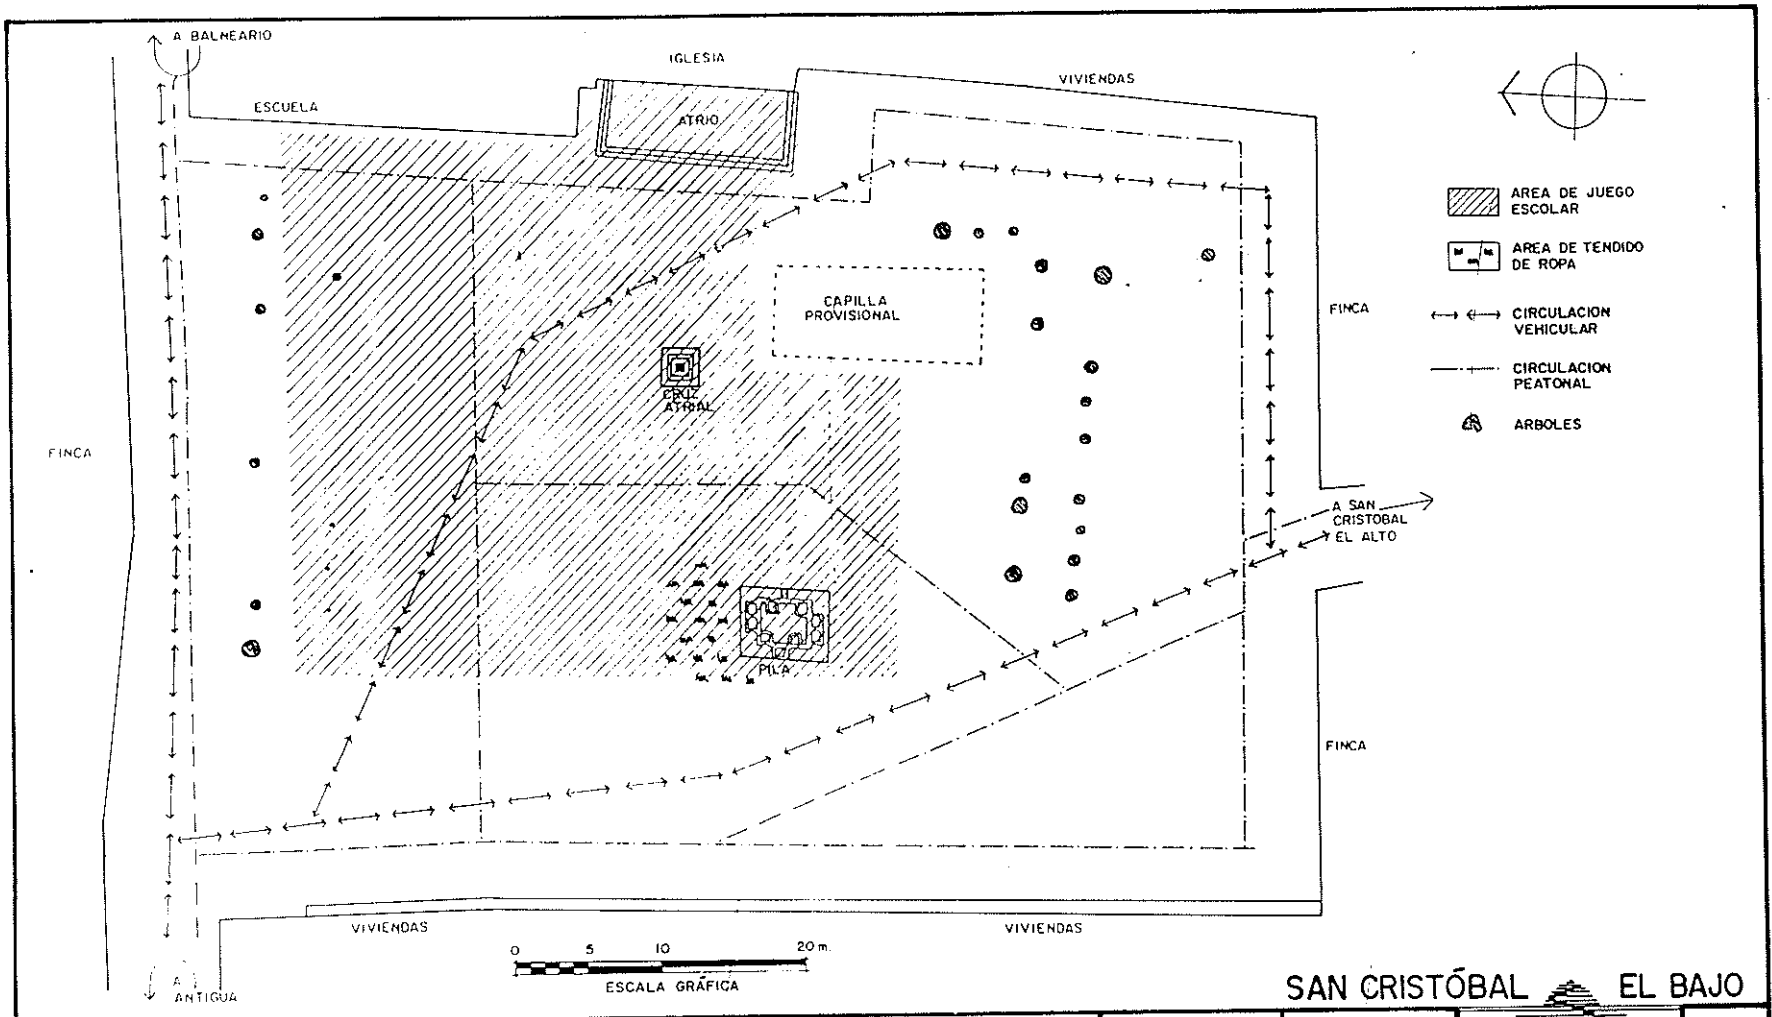 A BALNEARIO
IGLESIA
VIVIENDAS
ESCUELA
ATRIO
AREA DE JUEGO
ESCOLAR
AREA DE TENDIDO
DE ROPA
CAPILLA
PROVISIONAL
FINCA
CIRCULACION
VEHICULAR
CIRCULACION
PEATONAL
CRUZ
ATRIAL
ARBOLES
FINCA
A SAN
CRISTOBAL
EL ALTO
PILA
FINCA
VIVIENDAS
VIVIENDAS
0 5 10 20 m.
ESCALA GRÁFICA
A
ANTIGUA
SAN CRISTÓBAL EL BAJO